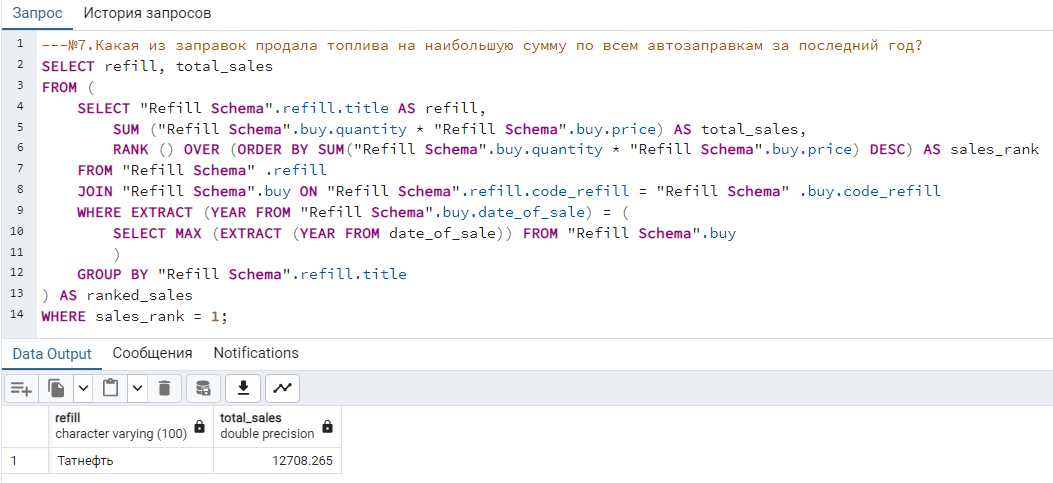 Запрос История запросов
1 ---№7.Какая из заправок продала топлива на наибольшую сумму по всем автозаправкам за последний год?
2 SELECT refill, total_sales
3 FROM (
4 SELECT "Refill Schema".refill.title AS refill,
5 SUM ("Refill Schema".buy.quantity * "Refill Schema".buy.price) AS total_sales,
6 RANK () OVER (ORDER BY SUM("Refill Schema".buy.quantity * "Refill Schema".buy.price) DESC) AS sales_rank
7 FROM "Refill Schema" .refill
8 JOIN "Refill Schema".buy ON "Refill Schema".refill.code_refill = "Refill Schema" .buy.code_refill
9 WHERE EXTRACT (YEAR FROM "Refill Schema".buy.date_of_sale) = (
10 SELECT MAX (EXTRACT (YEAR FROM date_of_sale)) FROM "Refill Schema".buy
11 )
12 GROUP BY "Refill Schema".refill.title
13 ) AS ranked_sales
14 WHERE sales_rank = 1;
Data Output Сообщения Notifications
refill total_sales
character varying (100) double precision
1 Татнефть 12708.265